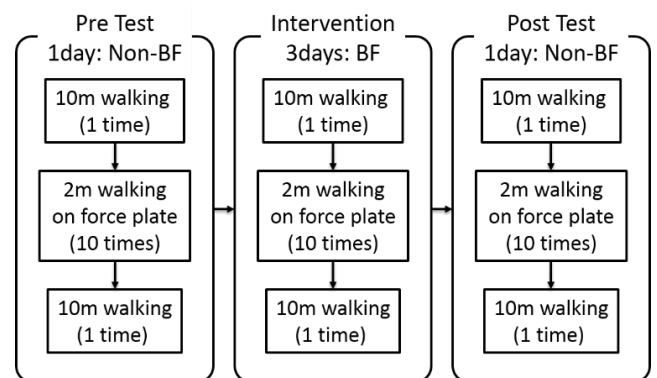 Pre Test
1day: Non-BF
10m walking
(1 time)
2m walking
on force plate
(10 times)
10m walking
(1 time)
Intervention
3days: BF
10m walking
(1 time)
2m walking
on force plate
(10 times)
10m walking
(1 time)
Post Test
1day: Non-BF
10m walking
(1 time)
2m walking
on force plate
(10 times)
10m walking
(1 time)